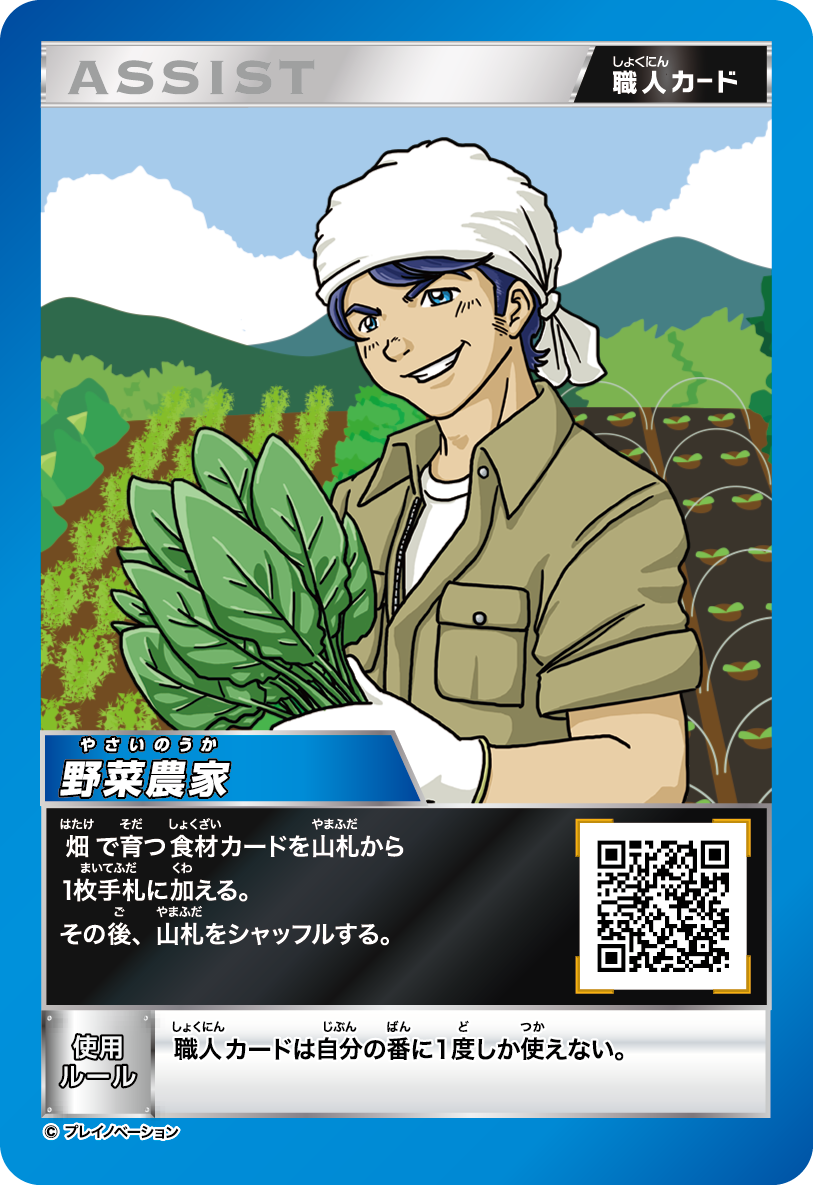 ASSIST
しょくにん
職人カード
やさいのうか
野菜農家
はたけ そだ しょくざい やまふだ
畑で育つ食材カードを山札から
まいてふだ くわ
1枚手札に加える。
ご やまふだ
その後、山札をシャッフルする。
使用
ルール
しょくにん じぶん ばん ど つか
職人カードは自分の番に1度しか使えない。
© プレイノベーション